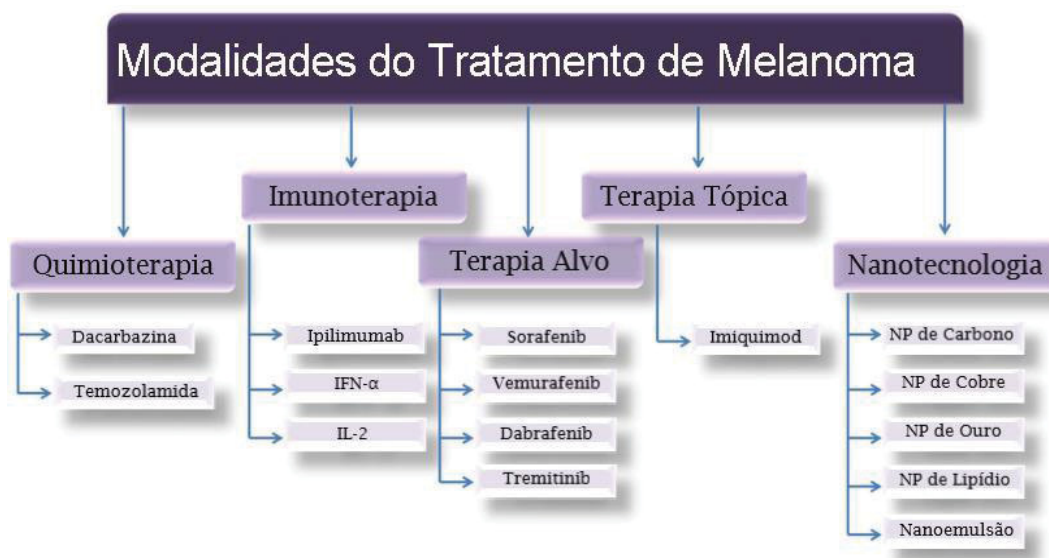 Modalidades do Tratamento de Melanoma
Quimioterapia
Dacarbazina
Temozolamida
Imunoterapia
Ipilimumab
IFN-α
IL-2
Terapia Alvo
Sorafenib
Vemurafenib
Dabrafenib
Tremitinib
Terapia Tópica
Imiquimod
Nanotecnologia
NP de Carbono
NP de Cobre
NP de Ouro
NP de Lipídio
Nanoemulsão